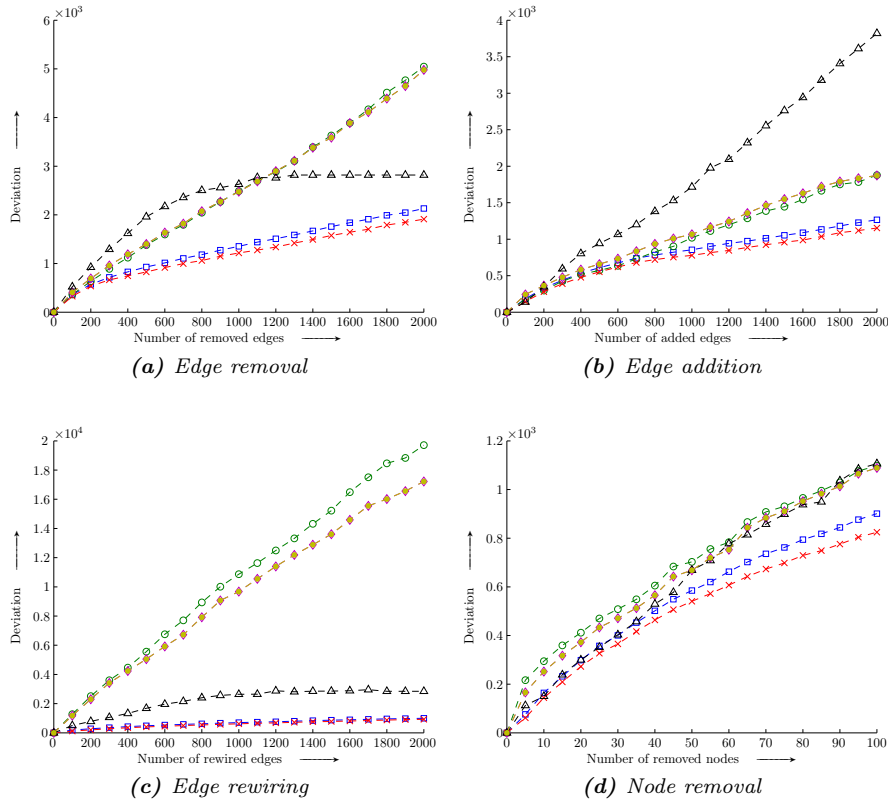 ×10³
6
5
4
3
2
1
0
Deviation
0 200 400 600 800 1000 1200 1400 1600 1800 2000
Number of removed edges
(a) Edge removal
×10³
4
3.5
3
2.5
2
1.5
1
0.5
0
Deviation
0 200 400 600 800 1000 1200 1400 1600 1800 2000
Number of added edges
(b) Edge addition
×10⁴
2
1.8
1.6
1.4
1.2
1
0.8
0.6
0.4
0.2
0
Deviation
0 200 400 600 800 1000 1200 1400 1600 1800 2000
Number of rewired edges
(c) Edge rewiring
×10³
1.2
1
0.8
0.6
0.4
0.2
0
Deviation
0 10 20 30 40 50 60 70 80 90 100
Number of removed nodes
(d) Node removal